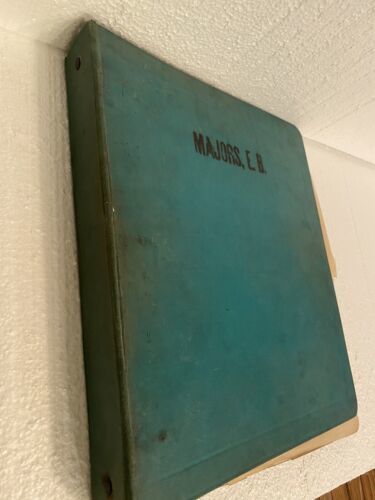 MAJORS, E. B.